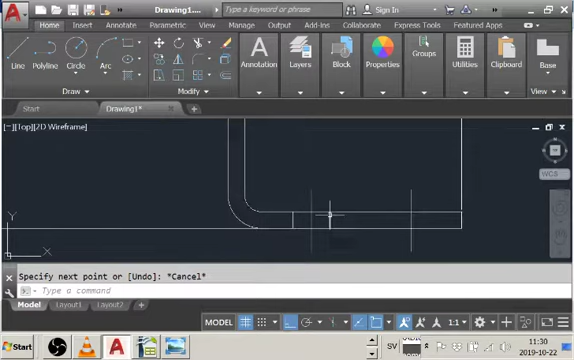 A Drawing1.... Type a keyword or phrase Sign In
Home Insert Annotate Parametric View Manage Output Add-ins Collaborate Express Tools Featured Apps
Line Polyline Circle Arc
Annotation Layers Block Properties Groups Utilities Clipboard Base
Draw Modify
Start Drawing1*
[−][Top][2D Wireframe]
TOP
WCS
Y
X
Specify next point or [Undo]: *Cancel*
Type a command
Model Layout1 Layout2
MODEL 1:1
Start SV 11:30
2019-10-22